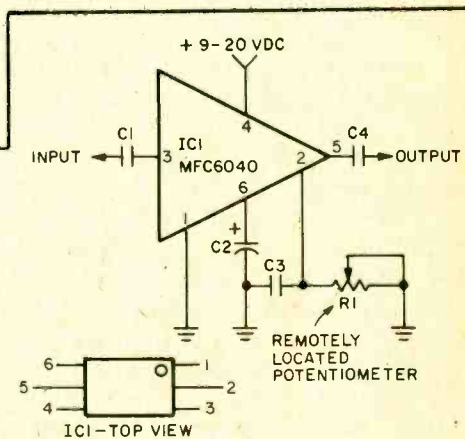 + 9-20 VDC
4
C1
INPUT
3
IC1
MFC6040
5
C4
OUTPUT
2
1
6
+
C2
C3
R1
REMOTELY
LOCATED
POTENTIOMETER
6
1
5
2
4
3
IC1-TOP VIEW